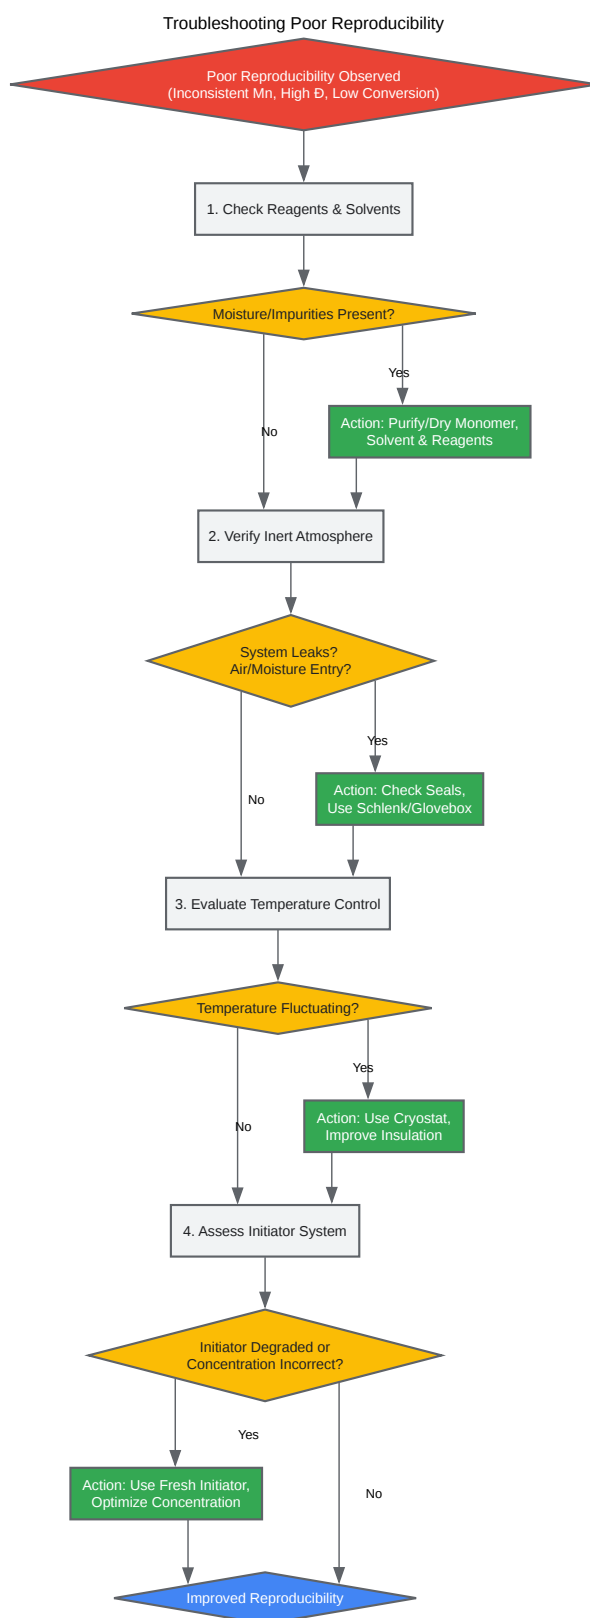 Troubleshooting Poor Reproducibility
Poor Reproducibility Observed
(Inconsistent Mn, High Đ, Low Conversion)
1. Check Reagents & Solvents
Moisture/Impurities Present?
Yes
Action: Purify/Dry Monomer,
Solvent & Reagents
No
2. Verify Inert Atmosphere
System Leaks?
Air/Moisture Entry?
Yes
Action: Check Seals,
Use Schlenk/Glovebox
No
3. Evaluate Temperature Control
Temperature Fluctuating?
Yes
Action: Use Cryostat,
Improve Insulation
No
4. Assess Initiator System
Initiator Degraded or
Concentration Incorrect?
Yes
Action: Use Fresh Initiator,
Optimize Concentration
No
Improved Reproducibility